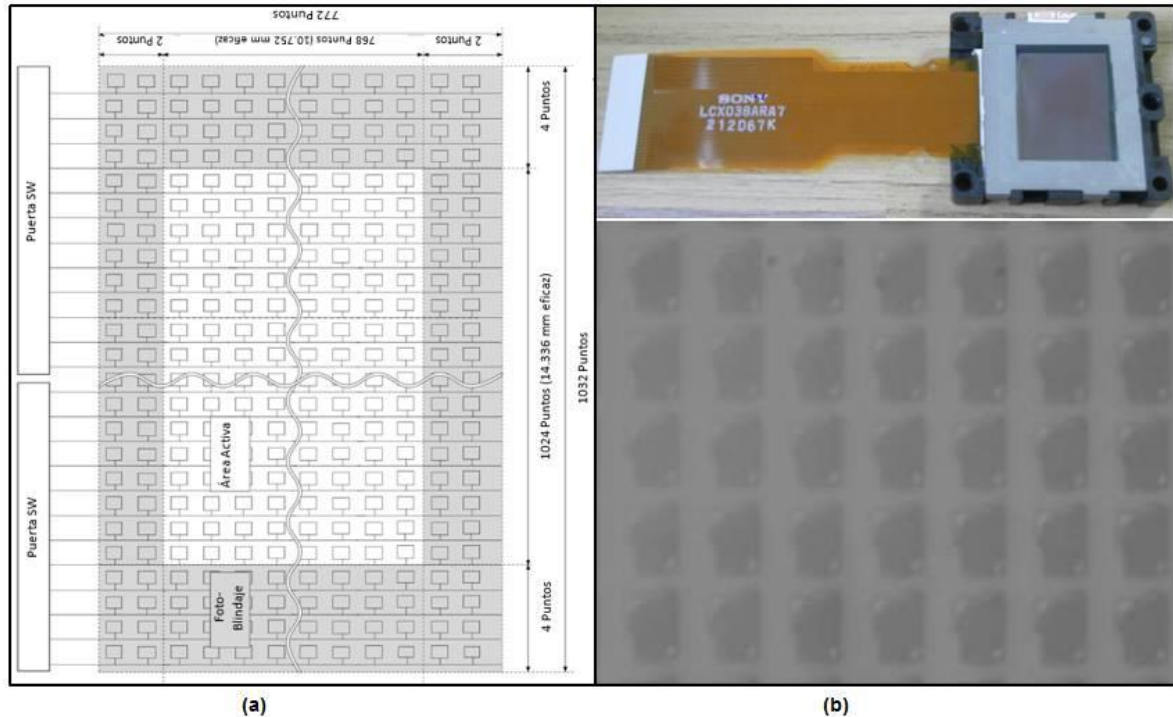 772 Puntos
2 Puntos
768 Puntos (10.752 mm eficaz)
2 Puntos
Puerta SW
Puerta SW
4 Puntos
1024 Puntos (14.336 mm eficaz)
4 Puntos
1032 Puntos
Área Activa
Foto-
Blindaje
SONY
LCX038ARA7
212D67K
(a)
(b)